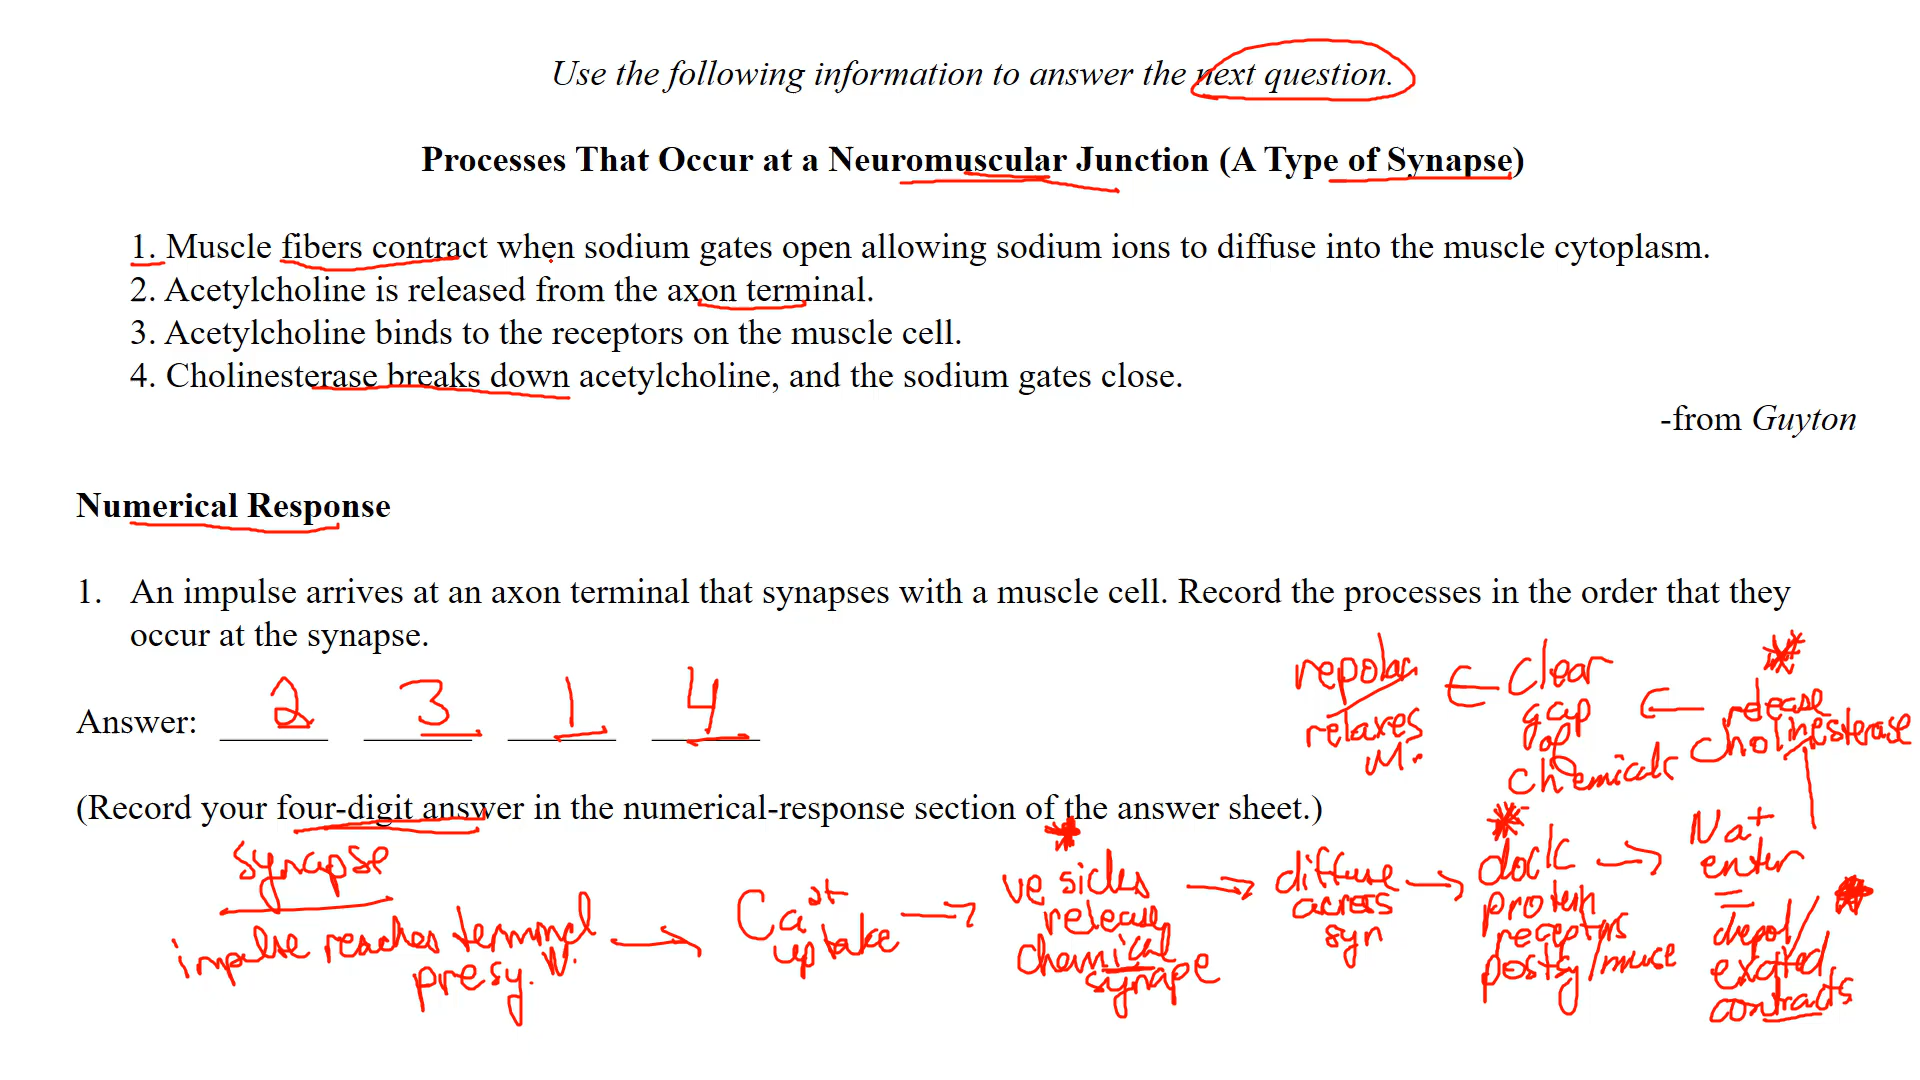 Use the following information to answer the next question.
Processes That Occur at a Neuromuscular Junction (A Type of Synapse)
1. Muscle fibers contract when sodium gates open allowing sodium ions to diffuse into the muscle cytoplasm.
2. Acetylcholine is released from the axon terminal.
3. Acetylcholine binds to the receptors on the muscle cell.
4. Cholinesterase breaks down acetylcholine, and the sodium gates close.
-from Guyton
Numerical Response
1. An impulse arrives at an axon terminal that synapses with a muscle cell. Record the processes in the order that they
occur at the synapse.
Answer: 2 3 1 4
(Record your four-digit answer in the numerical-response section of the answer sheet.)
synapse
impulse reaches terminal
presy. N.
→ Ca2+
uptake
→ vesicles
release
chemical
synape
→ diffuse
across
syn
→ dock
protein
receptors
postsy/musc
→ Na+
enter
=
depol/
excited
contracts
release
cholinesterase
← clear
gap
of
chemicals
← repolar
relaxes
M.